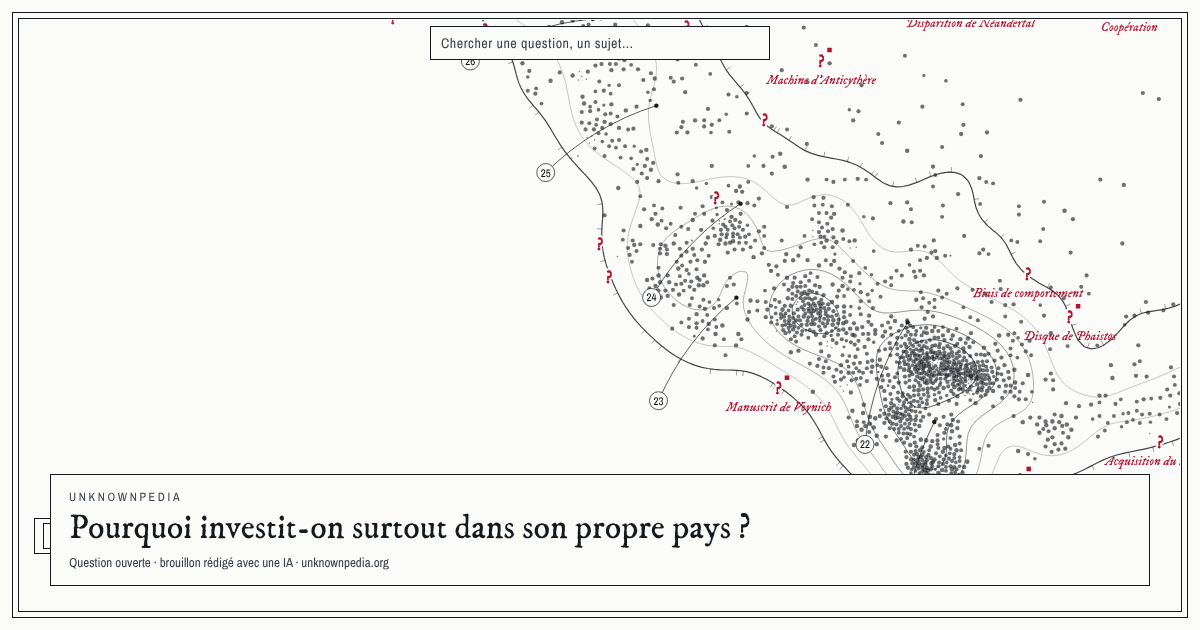 Disparition de Néandertal
Coopération
Chercher une question, un sujet...
26
Machine d'Anticythère
25
24
Biais de comportement
Disque de Phaistos
23
Manuscrit de Voynich
22
Acquisition du
UNKNOWNPEDIA
Pourquoi investit-on surtout dans son propre pays ?
Question ouverte · brouillon rédigé avec une IA · unknownpedia.org